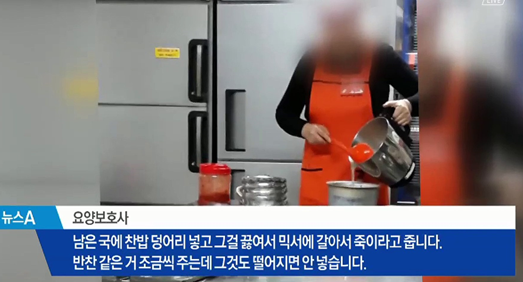 LIVE
뉴스A
요양보호사
남은 국에 찬밥 덩어리 넣고 그걸 끓여서 믹서에 갈아서 죽이라고 줍니다.
반찬 같은 거 조금씩 주는데 그것도 떨어지면 안 넣습니다.